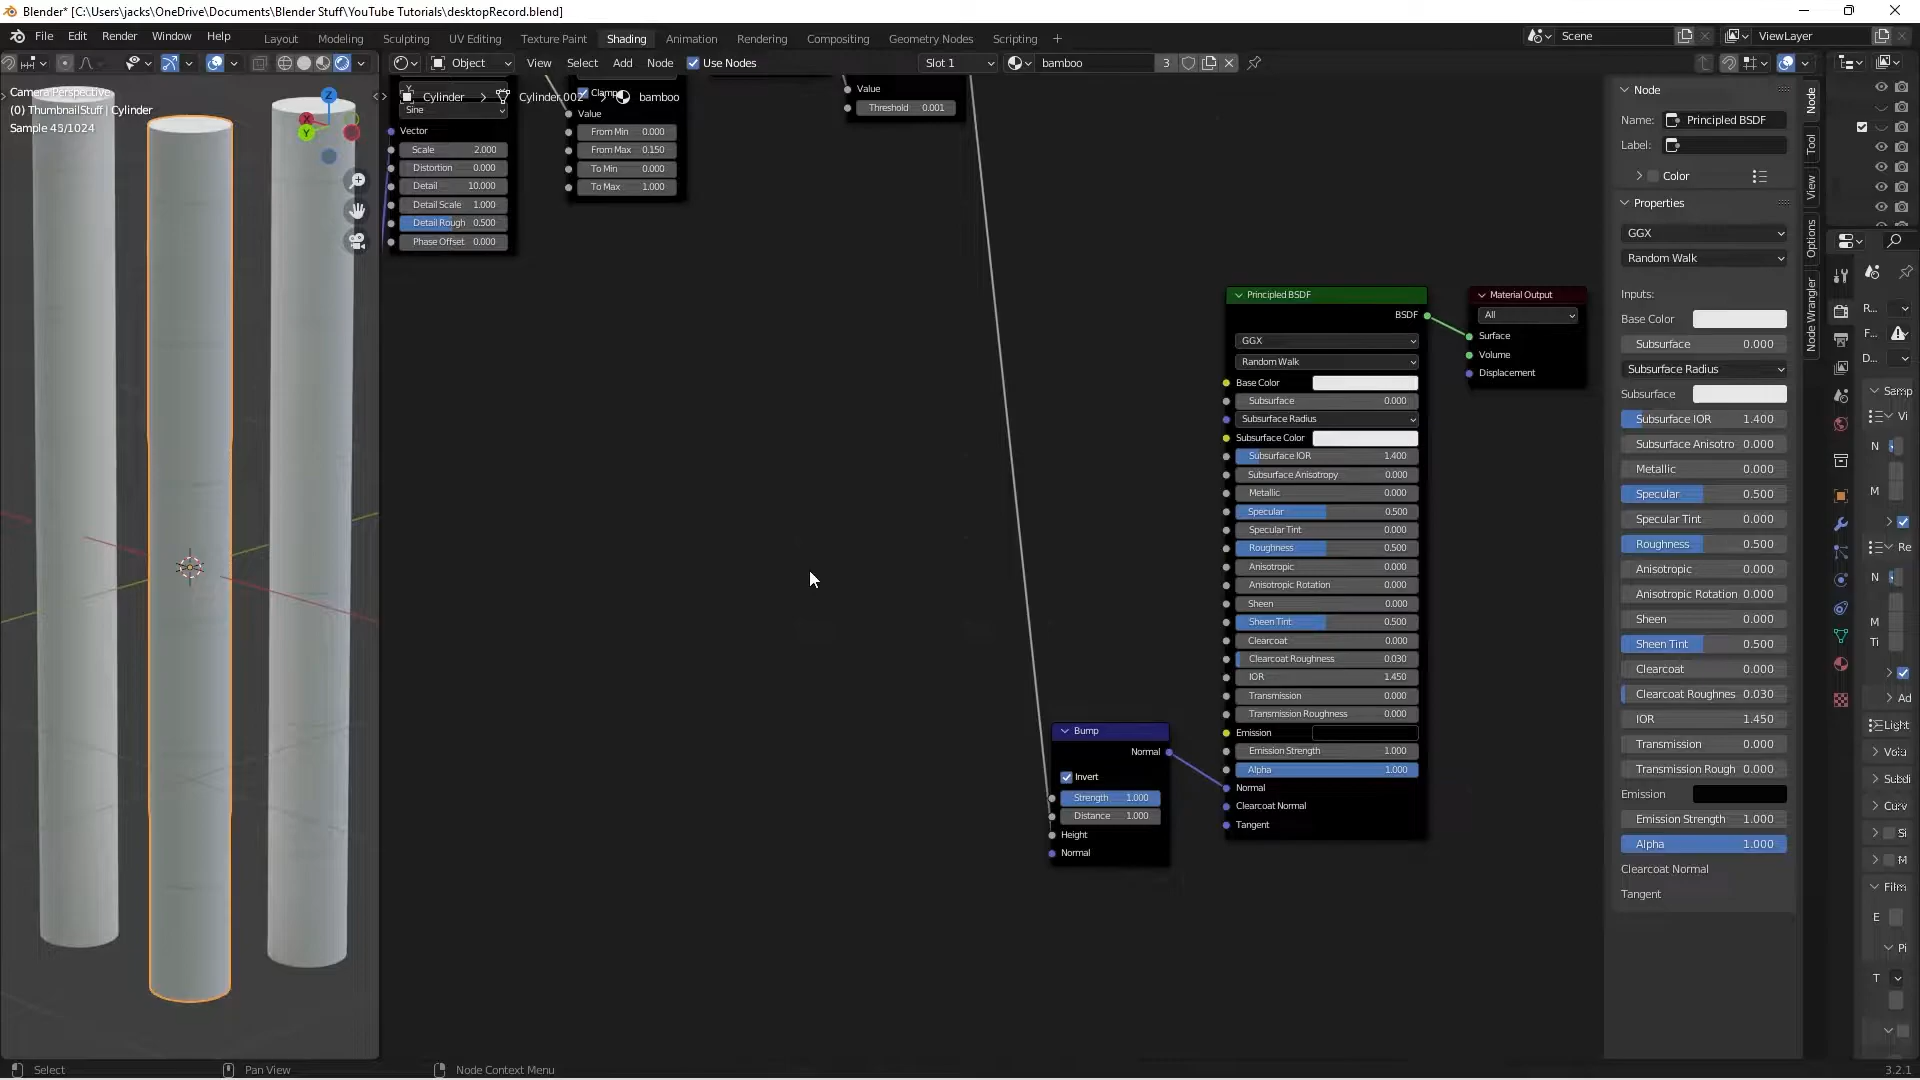 Blender* [C:\Users\jacks\OneDrive\Documents\Blender Stuff\YouTube Tutorials\desktopRecord.blend]
File Edit Render Window Help Layout Modeling Sculpting UV Editing Texture Paint Shading Animation Rendering Compositing Geometry Nodes Scripting + Scene ViewLayer
Object View Select Add Node Use Nodes Slot 1 bamboo 3
Camera Perspective
(0) ThumbnailStuff | Cylinder
Sample 45/1024
Z
X
Y
Cylinder > Cylinder.002 > bamboo
Sine
Vector
Scale 2.000
Distortion 0.000
Detail 10.000
Detail Scale 1.000
Detail Rough 0.500
Phase Offset 0.000
Clamp
Value
From Min 0.000
From Max 0.150
To Min 0.000
To Max 1.000
Value
Threshold 0.001
Bump
Normal
Invert
Strength 1.000
Distance 1.000
Height
Normal
Principled BSDF
BSDF
GGX
Random Walk
Base Color
Subsurface 0.000
Subsurface Radius
Subsurface Color
Subsurface IOR 1.400
Subsurface Anisotropy 0.000
Metallic 0.000
Specular 0.500
Specular Tint 0.000
Roughness 0.500
Anisotropic 0.000
Anisotropic Rotation 0.000
Sheen 0.000
Sheen Tint 0.500
Clearcoat 0.000
Clearcoat Roughness 0.030
IOR 1.450
Transmission 0.000
Transmission Roughness 0.000
Emission
Emission Strength 1.000
Alpha 1.000
Normal
Clearcoat Normal
Tangent
Material Output
All
Surface
Volume
Displacement
Node
Name: Principled BSDF
Label:
Color
Properties
GGX
Random Walk
Inputs:
Base Color
Subsurface 0.000
Subsurface Radius
Subsurface
Subsurface IOR 1.400
Subsurface Anisotro 0.000
Metallic 0.000
Specular 0.500
Specular Tint 0.000
Roughness 0.500
Anisotropic 0.000
Anisotropic Rotation 0.000
Sheen 0.000
Sheen Tint 0.500
Clearcoat 0.000
Clearcoat Roughnes 0.030
IOR 1.450
Transmission 0.000
Transmission Rough 0.000
Emission
Emission Strength 1.000
Alpha 1.000
Clearcoat Normal
Tangent
Node
Tool
View
Options
Node Wrangler
R...
F...
D...
Samp
Vi
N
M
Re
N
M
Ti
Ad
Light
Volu
Subdi
Curv
Si
M
Film
E
Pi
T
Select Pan View Node Context Menu 3.2.1